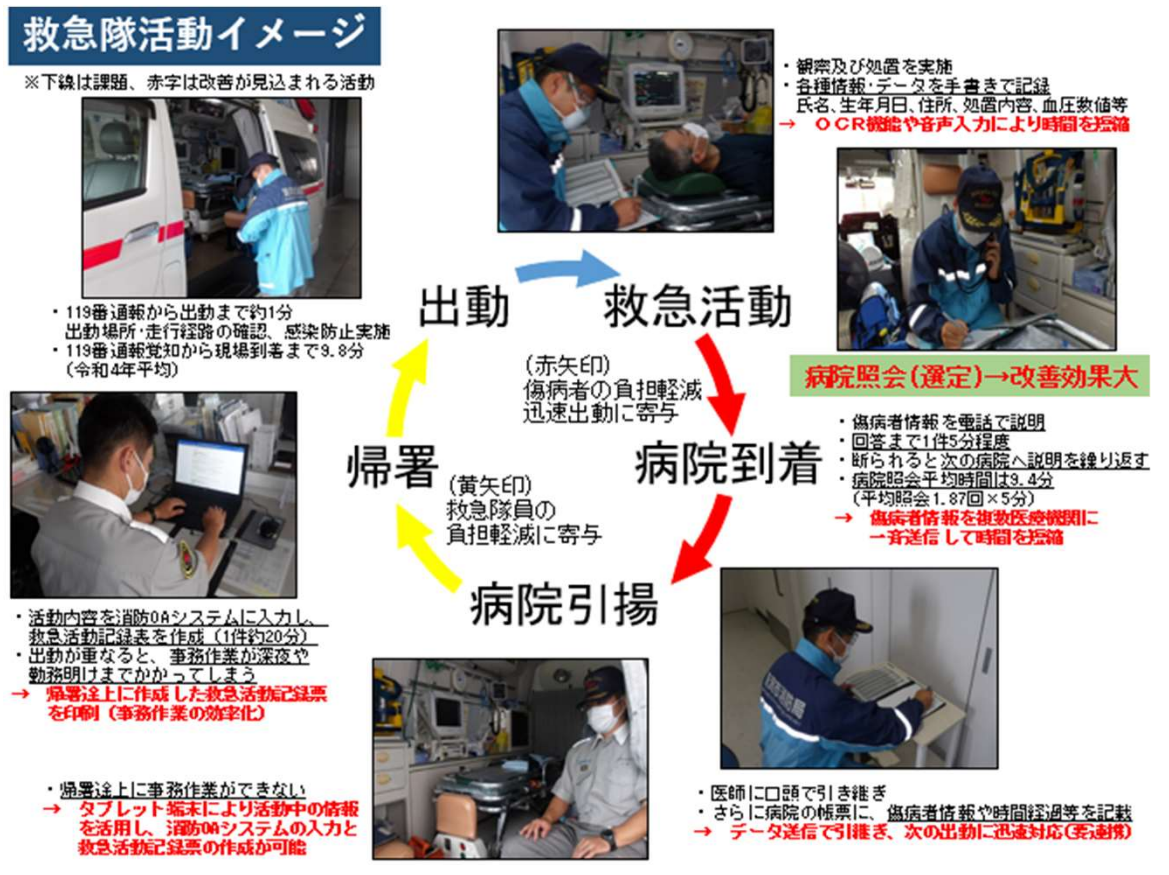 救急隊活動イメージ
※下線は課題、赤字は改善が見込まれる活動
・119番通報から出動まで約1分
出動場所・走行経路の確認、感染防止実施
・119番通報覚知から現場到着まで9.8分
(令和4年平均)
・観察及び処置を実施
・各種情報・データを手書きで記録
氏名、生年月日、住所、処置内容、血圧数値等
→ OCR機能や音声入力により時間を短縮
出動
救急活動
(赤矢印)
傷病者の負担軽減
迅速出動に寄与
病院照会(選定)→改善効果大
・傷病者情報を電話で説明
・回答まで1件5分程度
・断られると次の病院へ説明を繰り返す
・病院照会平均時間は9.4分
(平均照会1.87回×5分)
→ 傷病者情報を複数医療機関に
一斉送信して時間を短縮
帰署
病院到着
(黄矢印)
救急隊員の
負担軽減に寄与
病院引揚
・医師に口頭で引き継ぎ
・さらに病院の帳票に、傷病者情報や時間経過等を記載
→ データ送信で引継ぎ、次の出動に迅速対応(要連携)
・活動内容を消防OAシステムに入力し、
救急活動記録表を作成(1件約20分)
・出動が重なると、事務作業が深夜や
勤務明けまでかかってしまう
→ 帰署途上に作成した救急活動記録票
を印刷(事務作業の効率化)
・帰署途上に事務作業ができない
→ タブレット端末により活動中の情報
を活用し、消防OAシステムの入力と
救急活動記録票の作成が可能